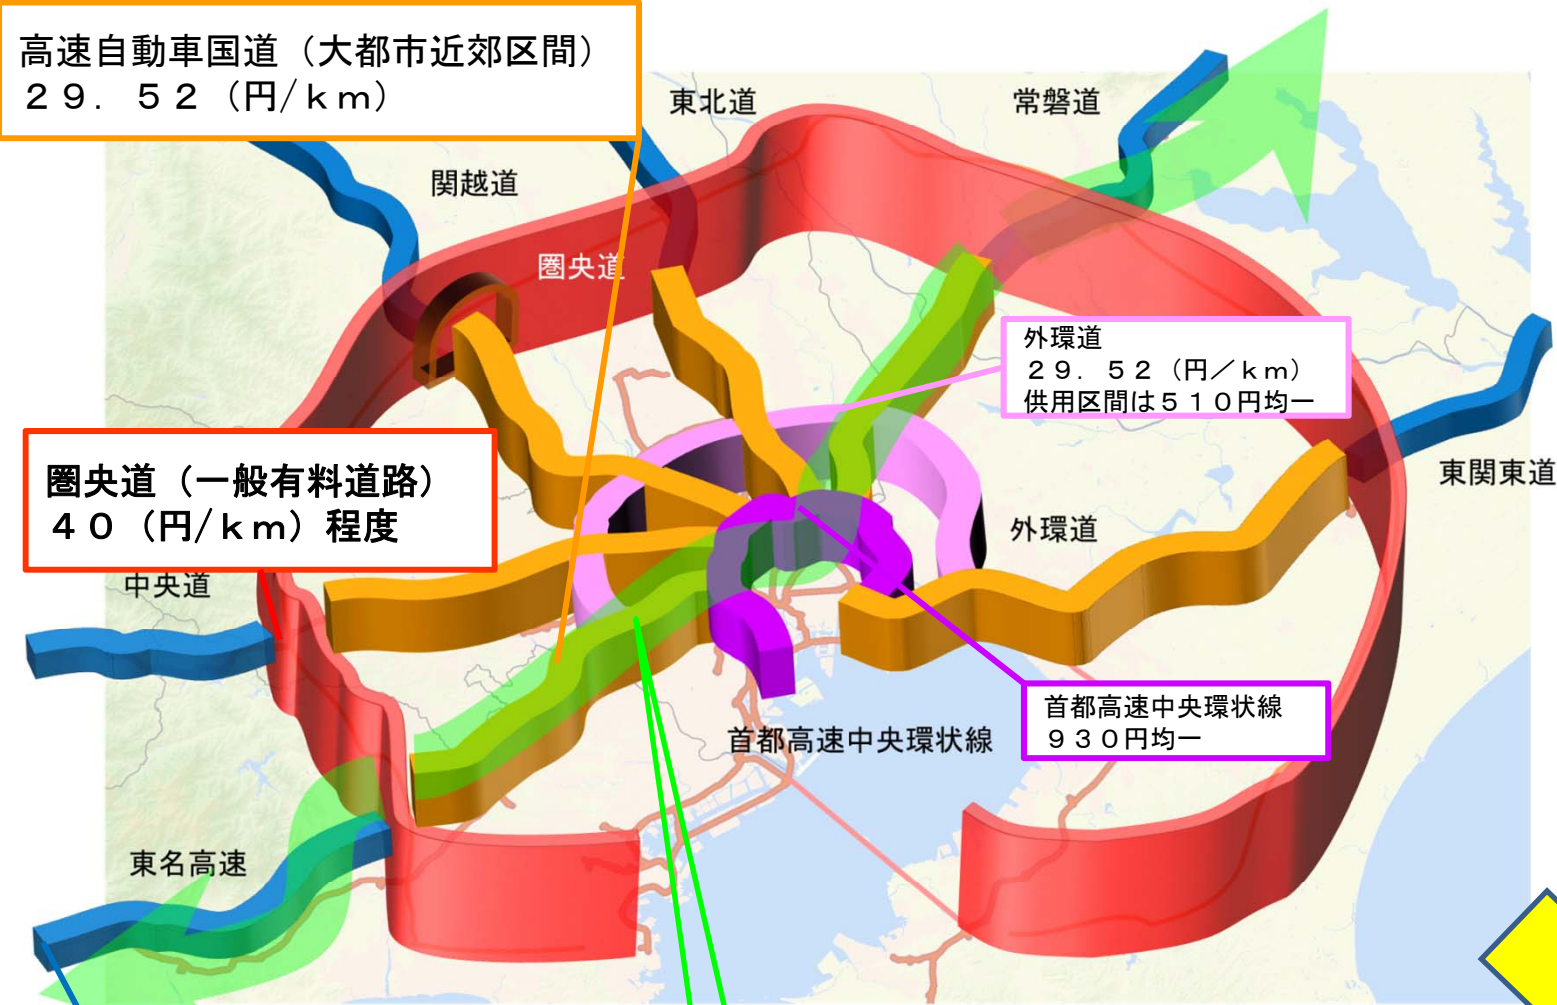 高速自動車国道（大都市近郊区間）
２９．５２（円/ｋｍ）
東北道
常磐道
関越道
圏央道
外環道
２９．５２（円／ｋｍ）
供用区間は５１０円均一
圏央道（一般有料道路）
４０（円/ｋｍ）程度
東関東道
外環道
中央道
首都高速中央環状線
９３０円均一
首都高速中央環状線
東名高速